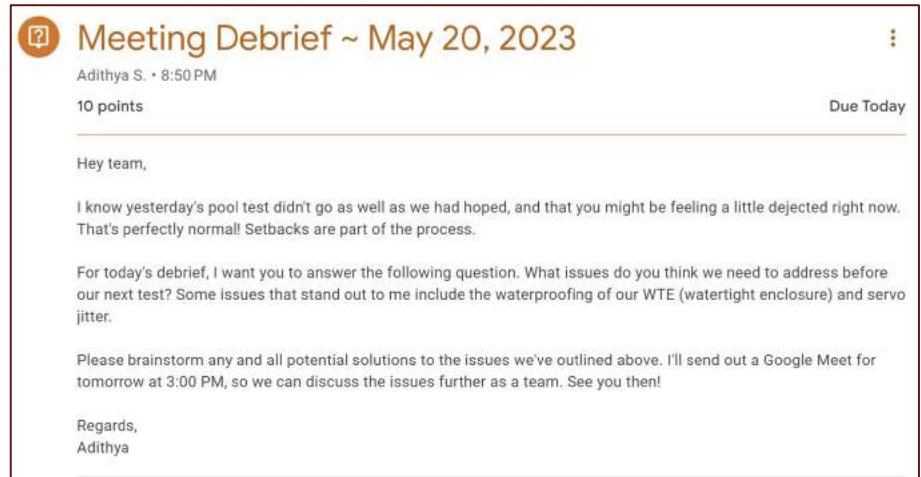 Meeting Debrief ~ May 20, 2023
Adithya S. • 8:50 PM
10 points Due Today
Hey team,
I know yesterday's pool test didn't go as well as we had hoped, and that you might be feeling a little dejected right now.
That's perfectly normal! Setbacks are part of the process.
For today's debrief, I want you to answer the following question. What issues do you think we need to address before
our next test? Some issues that stand out to me include the waterproofing of our WTE (watertight enclosure) and servo
jitter.
Please brainstorm any and all potential solutions to the issues we've outlined above. I'll send out a Google Meet for
tomorrow at 3:00 PM, so we can discuss the issues further as a team. See you then!
Regards,
Adithya